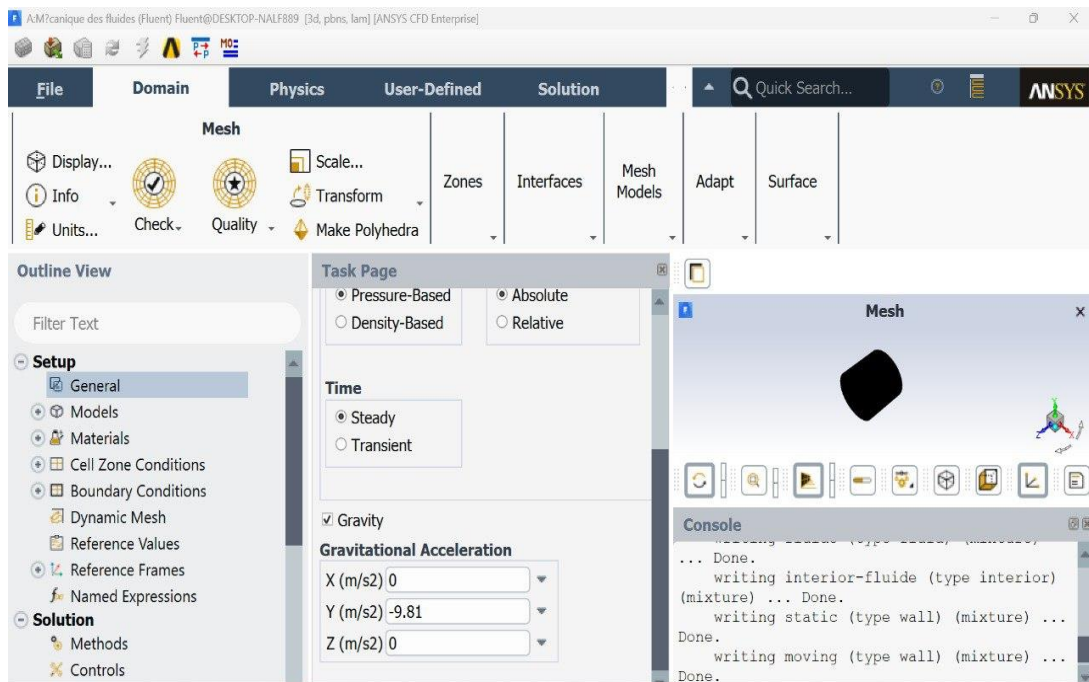 A:M?canique des fluides (Fluent) Fluent@DESKTOP-NALF889 [3d, pbns, lam] [ANSYS CFD Enterprise]
File Domain Physics User-Defined Solution Quick Search... ANSYS
Mesh
Display...
Info
Units...
Check
Quality
Scale...
Transform
Make Polyhedra
Zones
Interfaces
Mesh
Models
Adapt
Surface
Outline View
Filter Text
Setup
General
Models
Materials
Cell Zone Conditions
Boundary Conditions
Dynamic Mesh
Reference Values
Reference Frames
Named Expressions
Solution
Methods
Controls
Task Page
Pressure-Based Absolute
Density-Based Relative
Time
Steady
Transient
Gravity
Gravitational Acceleration
X (m/s2) 0
Y (m/s2) -9.81
Z (m/s2) 0
Mesh
Console
... Done.
writing interior-fluide (type interior)
(mixture) ... Done.
writing static (type wall) (mixture) ...
Done.
writing moving (type wall) (mixture) ...
Done.